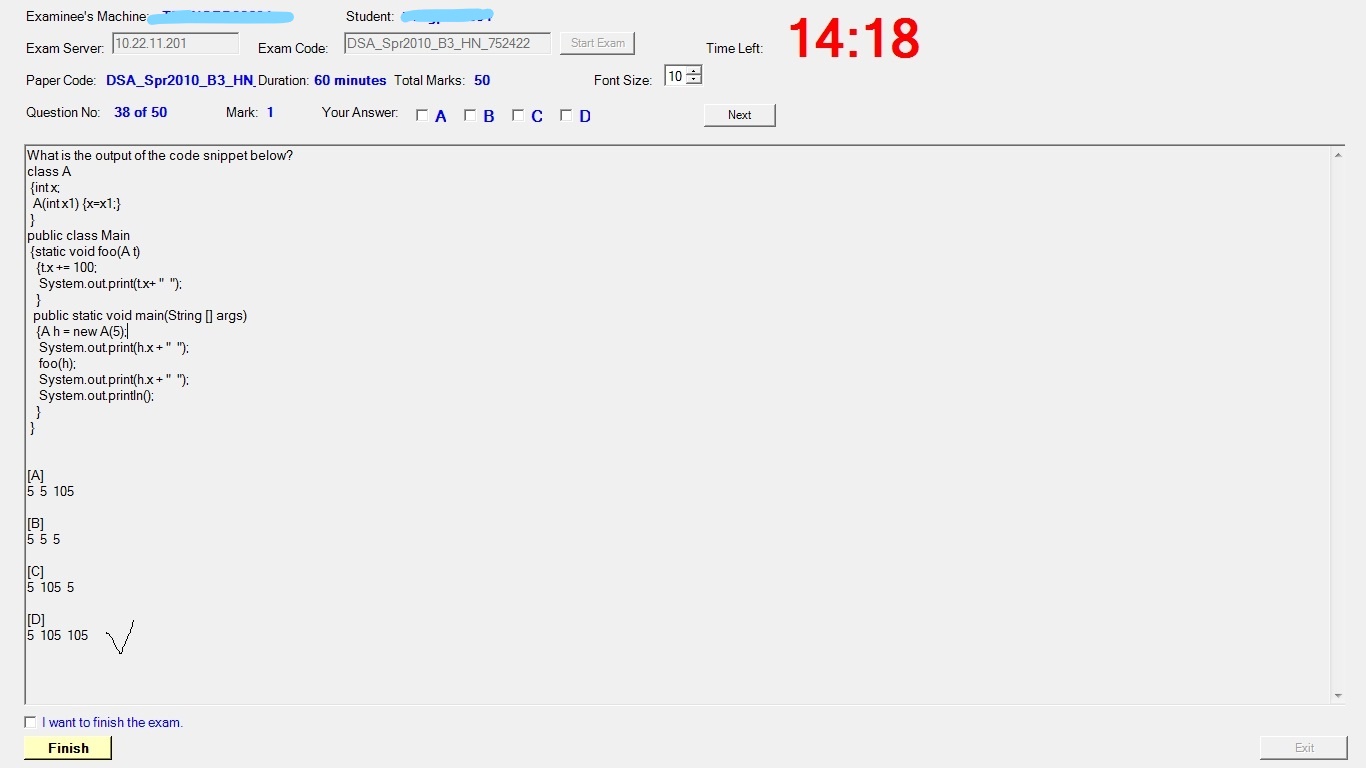 Examinee's Machine: Student:
14:18
Exam Server: 10.22.11.201 Exam Code: DSA_Spr2010_B3_HN_752422 Start Exam Time Left:
Paper Code: DSA_Spr2010_B3_HN_ Duration: 60 minutes Total Marks: 50 Font Size: 10
Question No: 38 of 50 Mark: 1 Your Answer: A B C D Next
What is the output of the code snippet below?
class A
{int x;
A(int x1) {x=x1;}
}
public class Main
{static void foo(A t)
{t.x += 100;
System.out.print(t.x+ "  ");
}
public static void main(String [] args)
{A h = new A(5);
System.out.print(h.x + "  ");
foo(h);
System.out.print(h.x + "  ");
System.out.println();
}
}
[A]
5 5 105
[B]
5 5 5
[C]
5 105 5
[D]
5 105 105
I want to finish the exam.
Finish Exit